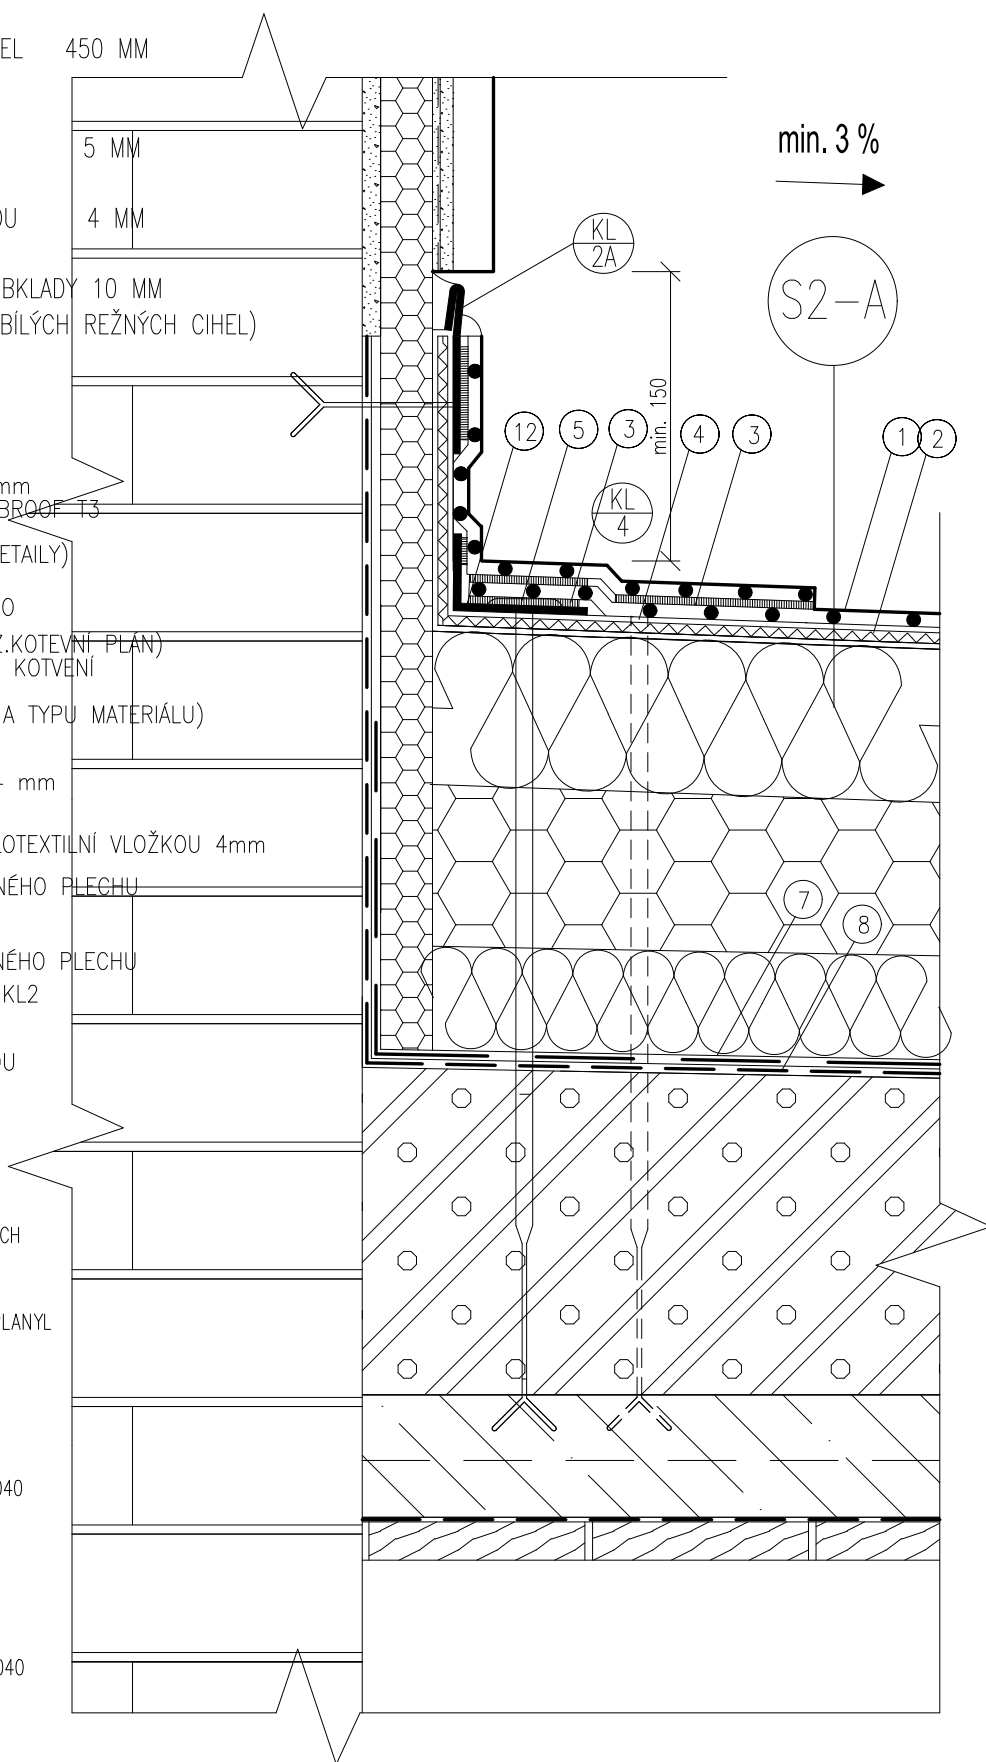 EL 450 MM
min. 3 %
5 MM
OU 4 MM
KL
2A
S2-A
BKLADY 10 MM
BÍLÝCH REŽNÝCH CIHEL)
min. 150
12
5
3
4
3
1
2
mm
BROOF T3
KL
4
ETAILY)
O
Z.KOTEVNÍ PLÁN)
KOTVENÍ
A TYPU MATERIÁLU)
mm
LOTEXTILNÍ VLOŽKOU 4mm
NÉHO PLECHU
7
8
NÉHO PLECHU
KL2
OU
CH
PLANYL
040
040